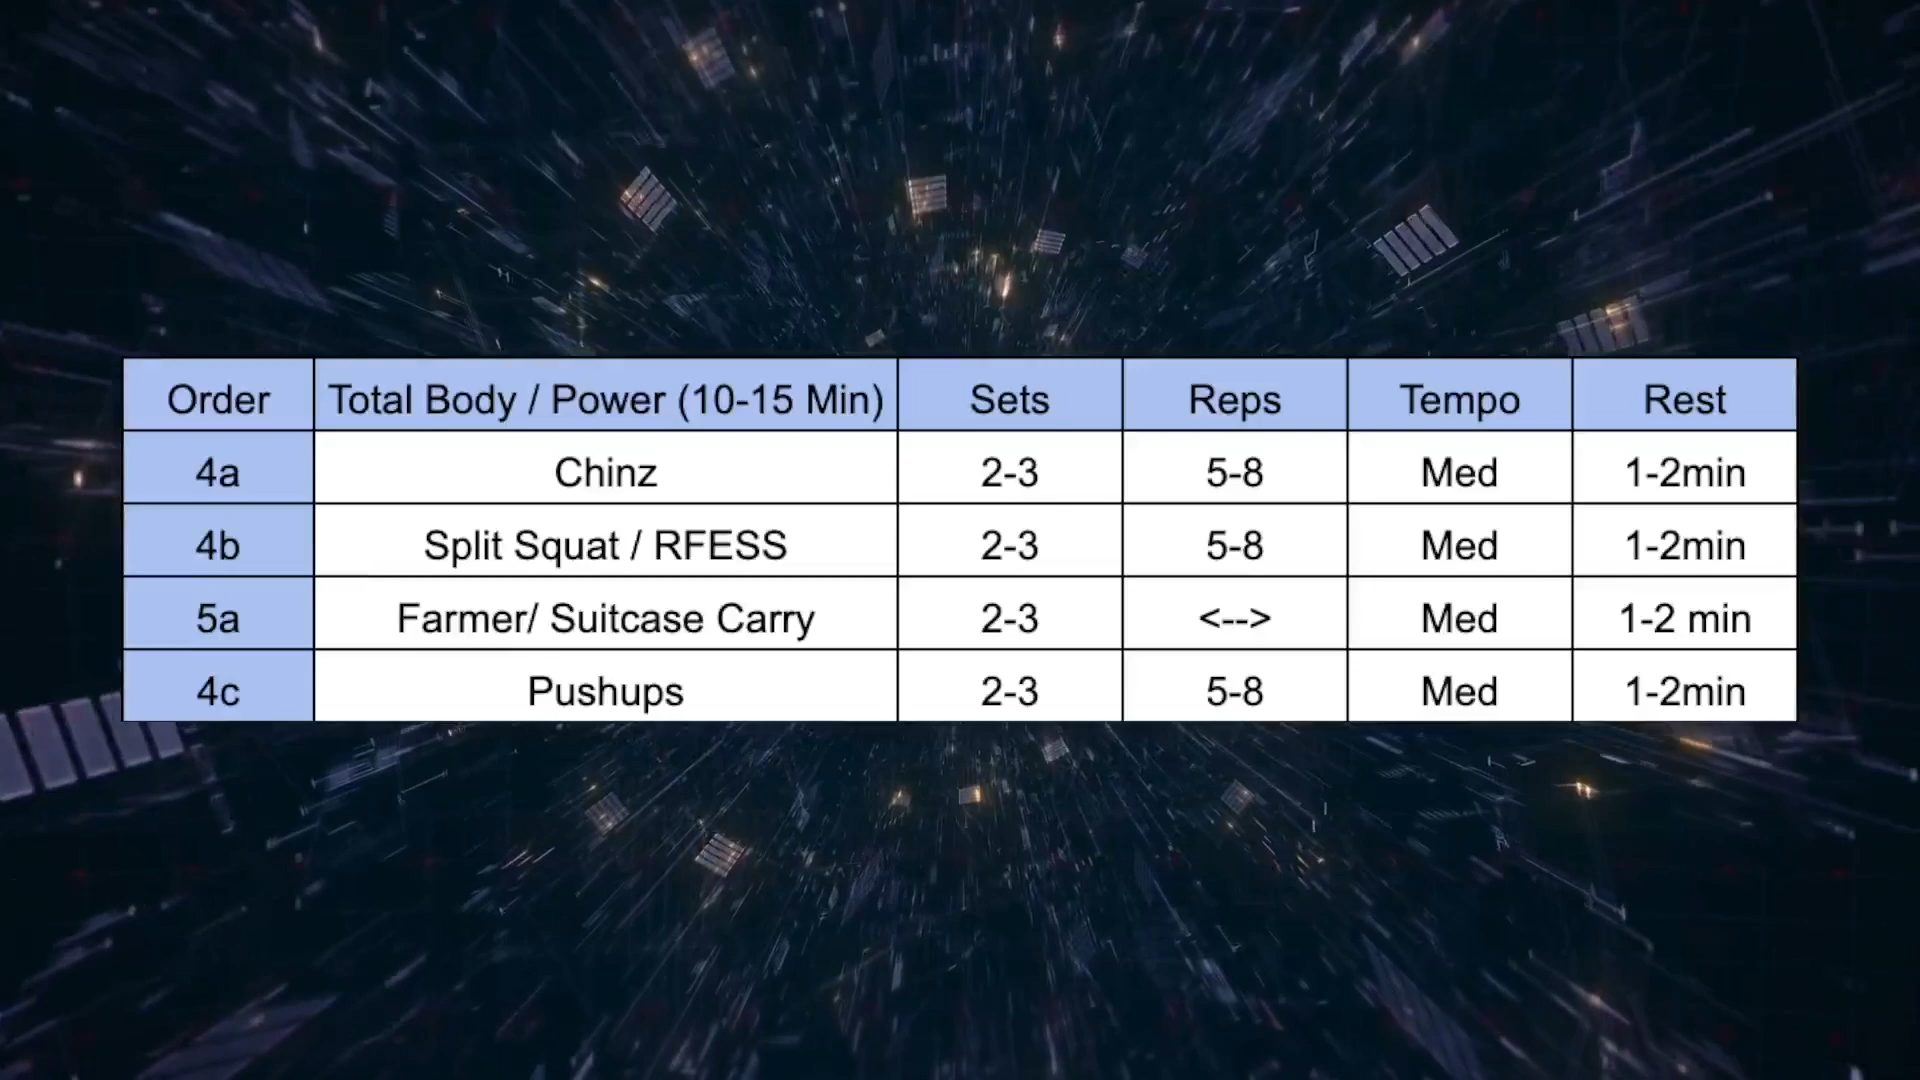 Order Total Body / Power (10-15 Min) Sets Reps Tempo Rest
4a Chinz 2-3 5-8 Med 1-2min
4b Split Squat / RFESS 2-3 5-8 Med 1-2min
5a Farmer/ Suitcase Carry 2-3 <--> Med 1-2 min
4c Pushups 2-3 5-8 Med 1-2min